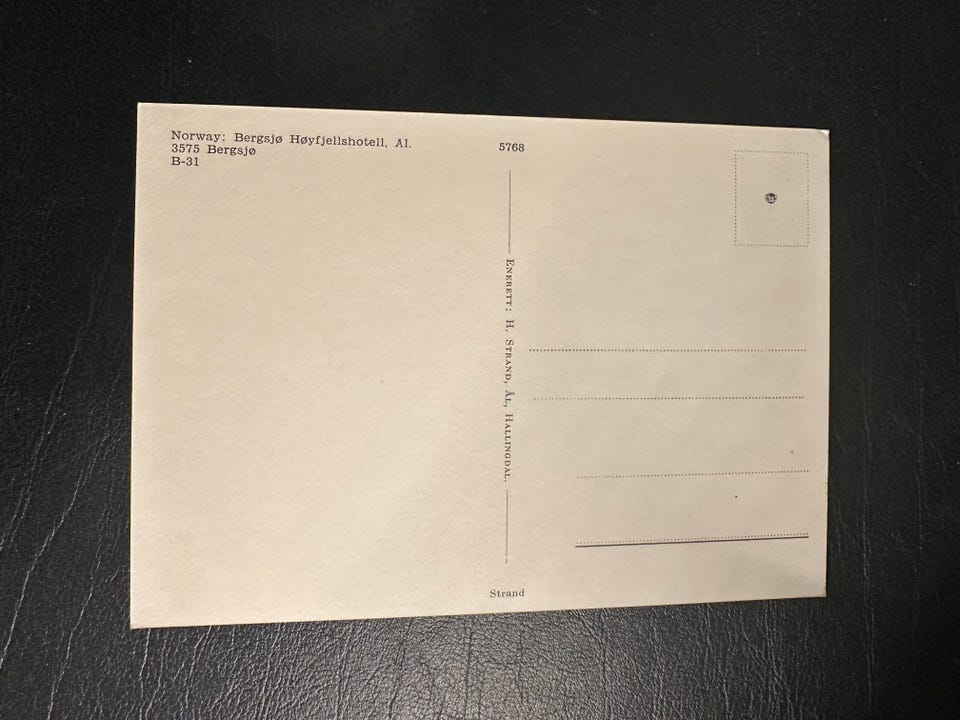 Norway: Bergsjø Høyfjellshotell, Al.
3575 Bergsjø
B-31
5768
ENERETT: H. STRAND, ÅL, HALLINGDAL.
Strand